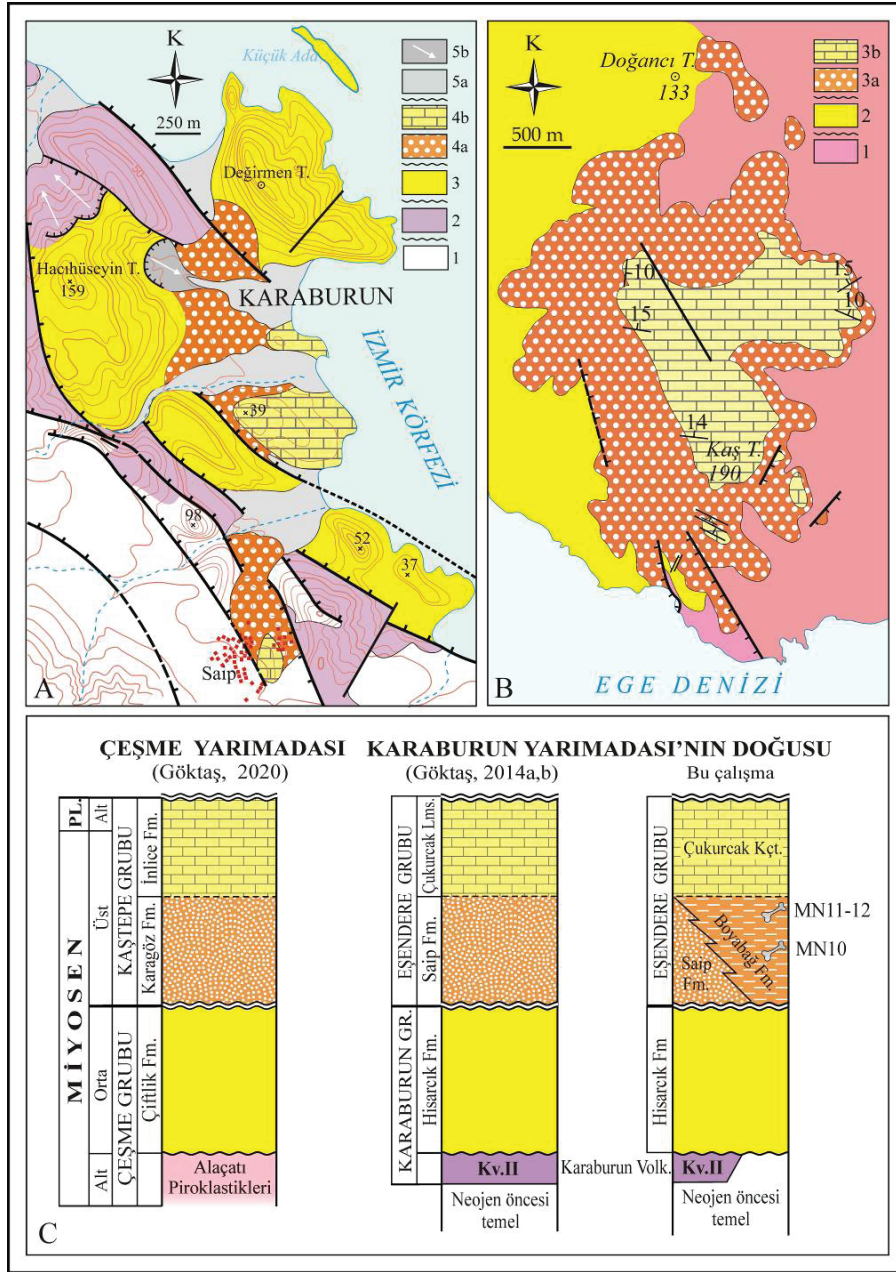 K
Küçük Ada
250 m
Değirmen T.
50
Hacıhüseyin T.
159
KARABURUN
İZMİR KÖRFEZİ
39
98
52
37
Saip
A
5b
5a
4b
4a
3
2
1
K
500 m
Doğancı T.
133
3b
3a
2
1
10
15
15
10
14
Kaş T.
190
B
EGE DENİZİ
ÇEŞME YARIMADASI
(Göktaş, 2020)
KARABURUN YARIMADASI'NIN DOĞUSU
(Göktaş, 2014a,b)
Bu çalışma
PL.
MİYOSEN
Alt
Üst
Orta
Alt
KAŞTEPE GRUBU
ÇEŞME GRUBU
İnlice Fm.
Karagöz Fm.
Çiftlik Fm.
Alaçatı
Piroklastikleri
EŞENDERE GRUBU
KARABURUN GR.
Çukurcak Lms.
Saip Fm.
Hisarcık Fm.
Kv.II
Neojen öncesi
temel
Karaburun Volk.
EŞENDERE GRUBU
Hisarcık Fm
Çukurcak Kçt.
Saip
Fm.
Boyabağ Fm.
MN11-12
MN10
Kv.II
Neojen öncesi
temel
C